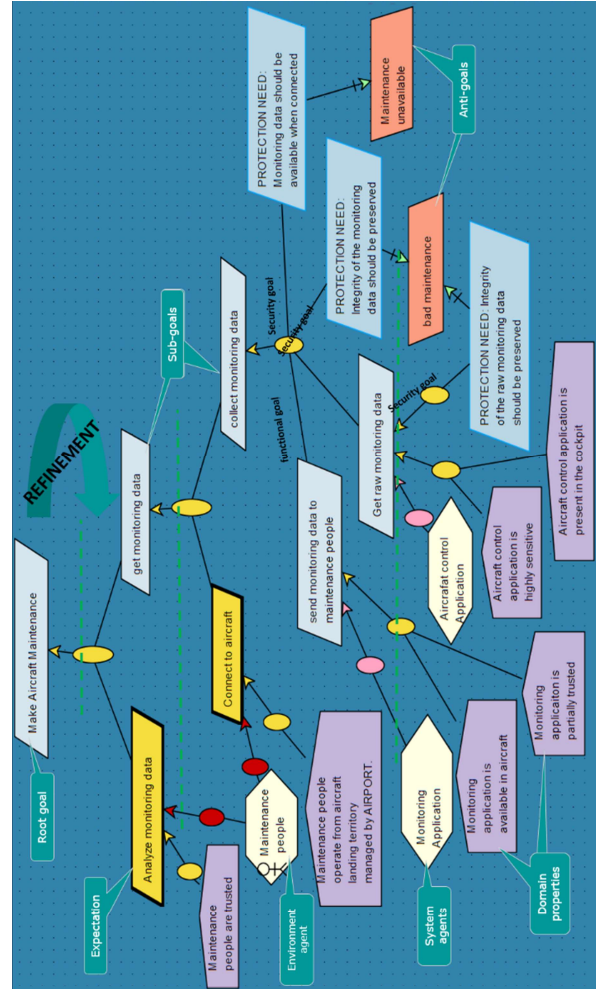 Root goal
Make Aircraft Maintenance
REFINEMENT
Expectation
Analyze monitoring data
get monitoring data
Sub-goals
Maintenance
people are trusted
Connect to aircraft
collect monitoring data
Environment
agent
Maintenance
people
Maintenance people
operate from aircraft
landing territory
managed by AIRPORT.
functional goal
Security goal
Security goal
PROTECTION NEED:
Monitoring data should be
available when connected
send monitoring data to
maintenance people
Get raw monitoring data
PROTECTION NEED:
Integrity of the monitoring
data should be preserved
Maintenance
unavailable
System
agents
Monitoring
Application
Aircrafat control
Application
Security goal
bad maintenance
Anti-goals
Monitoring
application is
available in aircraft
Aircraft control
application is
highly sensitive
PROTECTION NEED: Integrity
of the raw monitoring data
should be preserved
Domain
properties
Monitoring
applicaiton is
partially trusted
Aircraft control application is
present in the cockpit